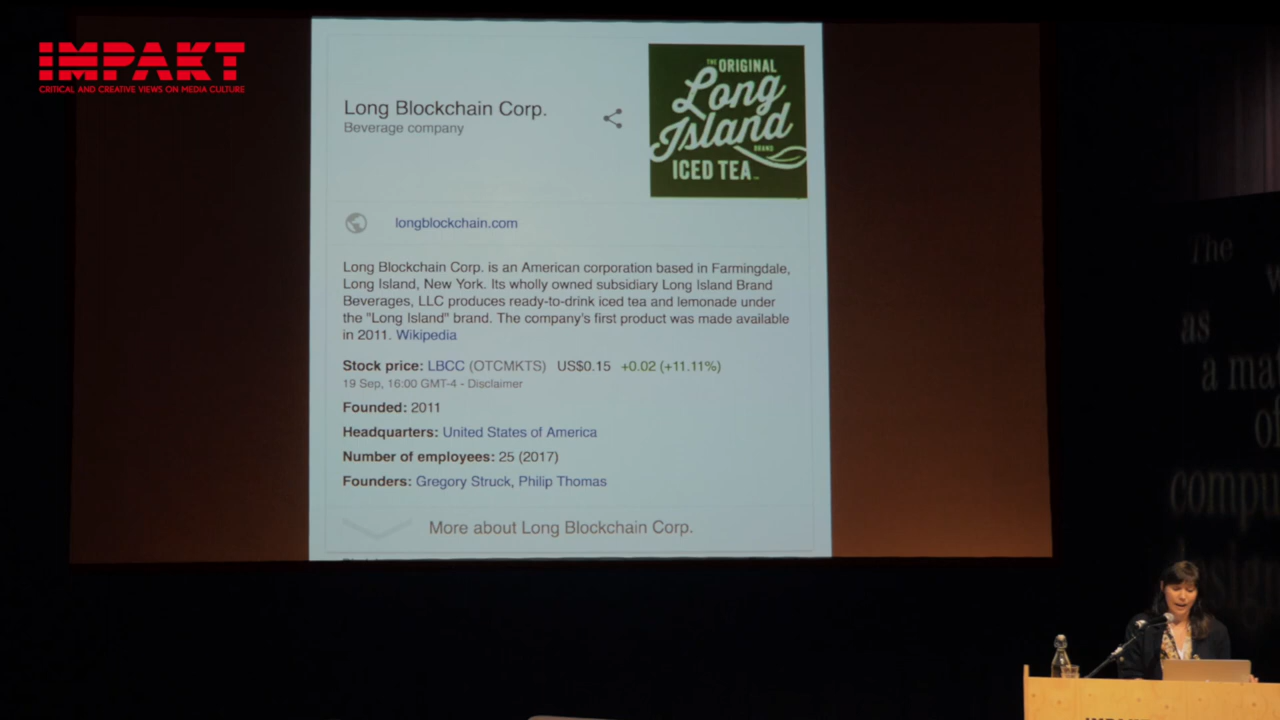 IMPAKT
CRITICAL AND CREATIVE VIEWS ON MEDIA CULTURE
Long Blockchain Corp.
Beverage company
THE ORIGINAL
Long
Island
BRAND
ICED TEA
longblockchain.com
Long Blockchain Corp. is an American corporation based in Farmingdale,
Long Island, New York. Its wholly owned subsidiary Long Island Brand
Beverages, LLC produces ready-to-drink iced tea and lemonade under
the "Long Island" brand. The company's first product was made available
in 2011. Wikipedia
Stock price: LBCC (OTCMKTS) US$0.15 +0.02 (+11.11%)
19 Sep, 16:00 GMT-4 - Disclaimer
Founded: 2011
Headquarters: United States of America
Number of employees: 25 (2017)
Founders: Gregory Struck, Philip Thomas
More about Long Blockchain Corp.
The
as
a ma
of
compu